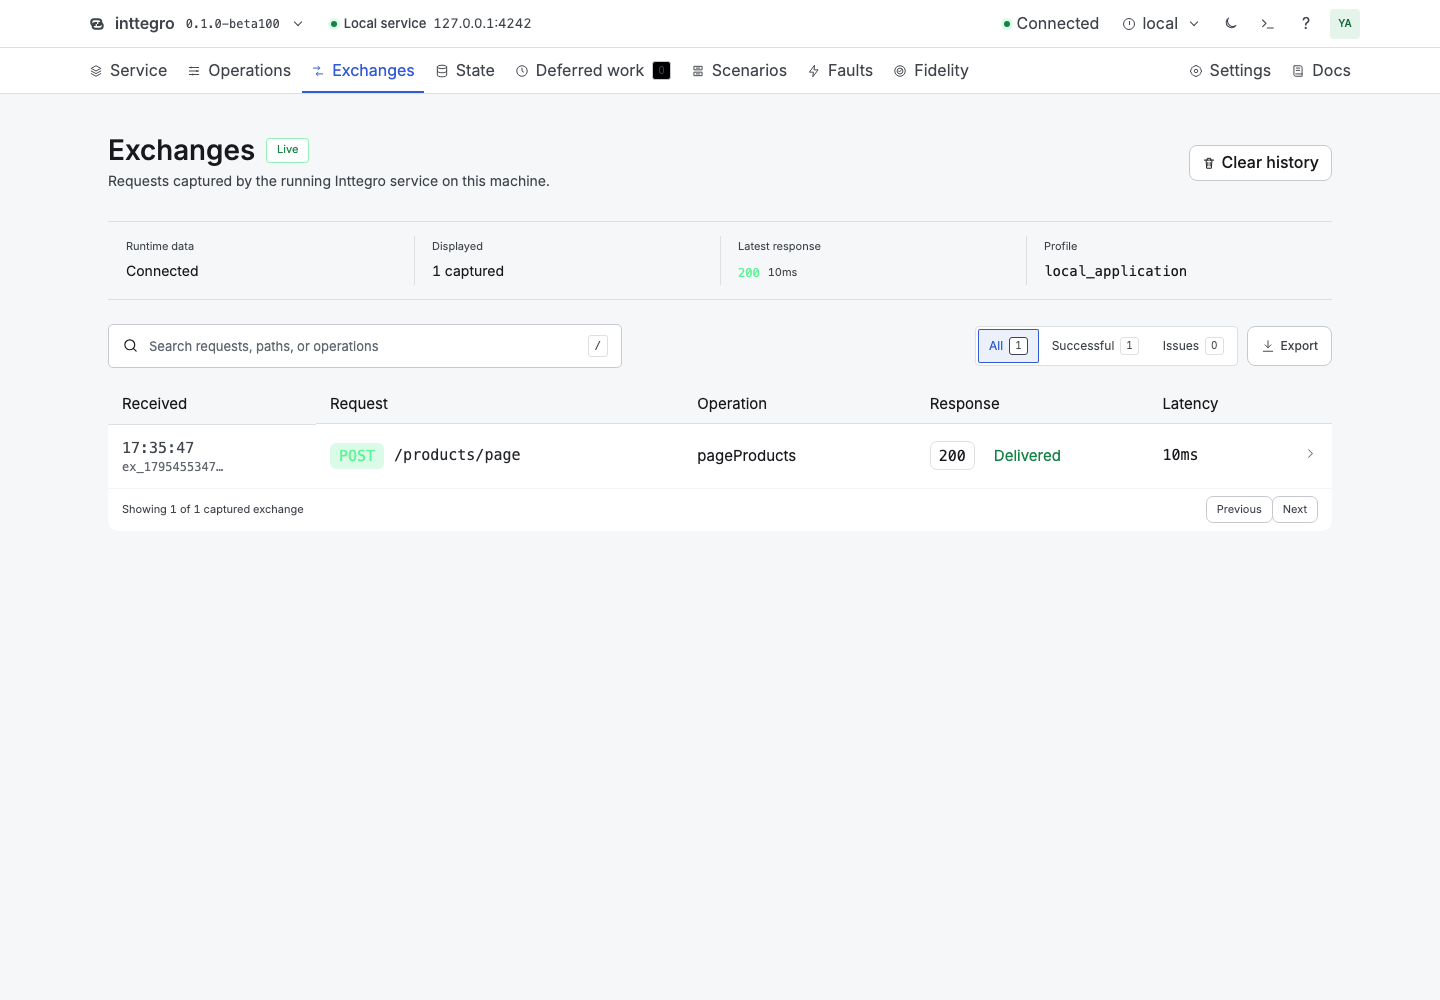 inttegro 0.1.0-beta100 Local service 127.0.0.1:4242 Connected local ? YA
Service Operations Exchanges State Deferred work 0 Scenarios Faults Fidelity Settings Docs
Exchanges Live
Requests captured by the running Inttegro service on this machine.
Clear history
Runtime data Displayed Latest response Profile
Connected 1 captured 200 10ms local_application
Search requests, paths, or operations / All 1 Successful 1 Issues 0 Export
Received Request Operation Response Latency
17:35:47 POST /products/page pageProducts 200 Delivered 10ms
ex_1795455347…
Showing 1 of 1 captured exchange Previous Next